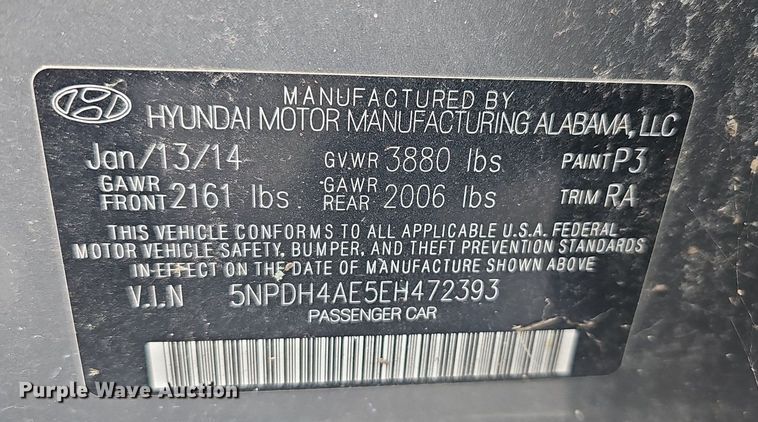 MANUFACTURED BY
HYUNDAI MOTOR MANUFACTURING ALABAMA, LLC
Jan/13/14 GVWR 3880 lbs PAINT P3
GAWR FRONT 2161 lbs GAWR REAR 2006 lbs TRIM RA
THIS VEHICLE CONFORMS TO ALL APPLICABLE U.S.A. FEDERAL
MOTOR VEHICLE SAFETY, BUMPER, AND THEFT PREVENTION STANDARDS
IN EFFECT ON THE DATE OF MANUFACTURE SHOWN ABOVE
V.I.N 5NPDH4AE5EH472393
PASSENGER CAR
Purple Wave Auction